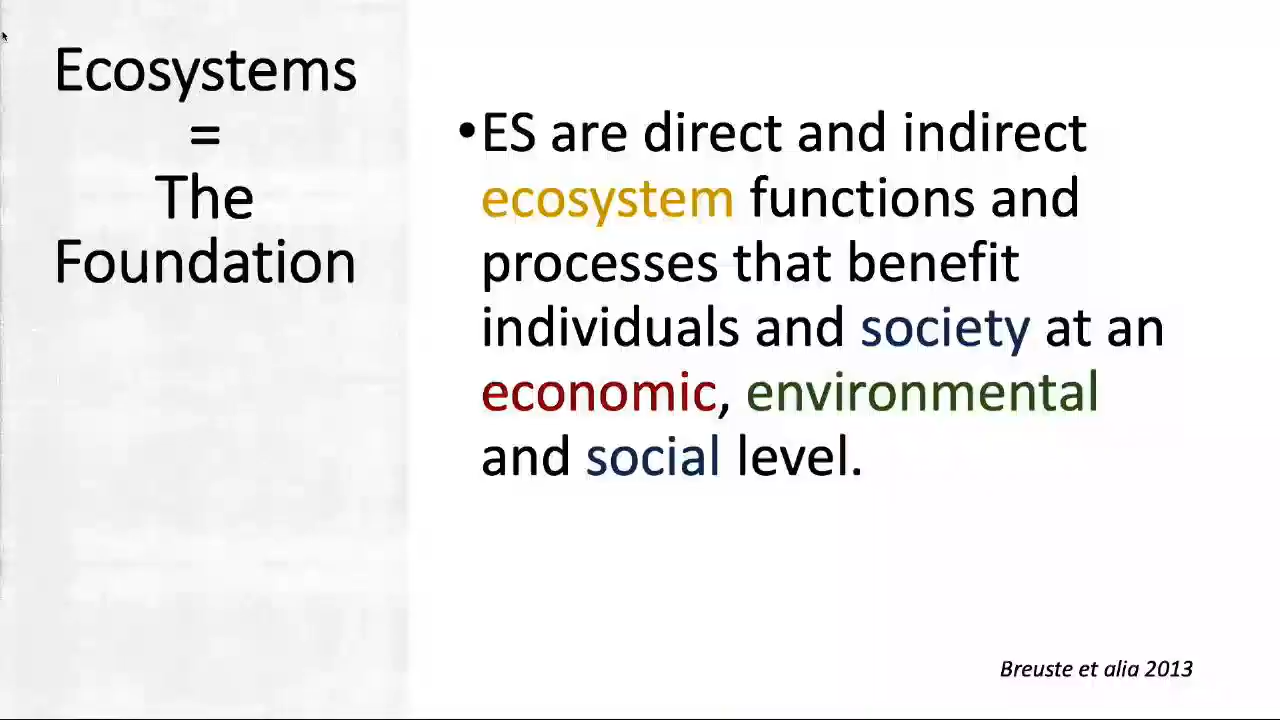 Ecosystems
=
The
Foundation
•ES are direct and indirect
ecosystem functions and
processes that benefit
individuals and society at an
economic, environmental
and social level.
Breuste et alia 2013